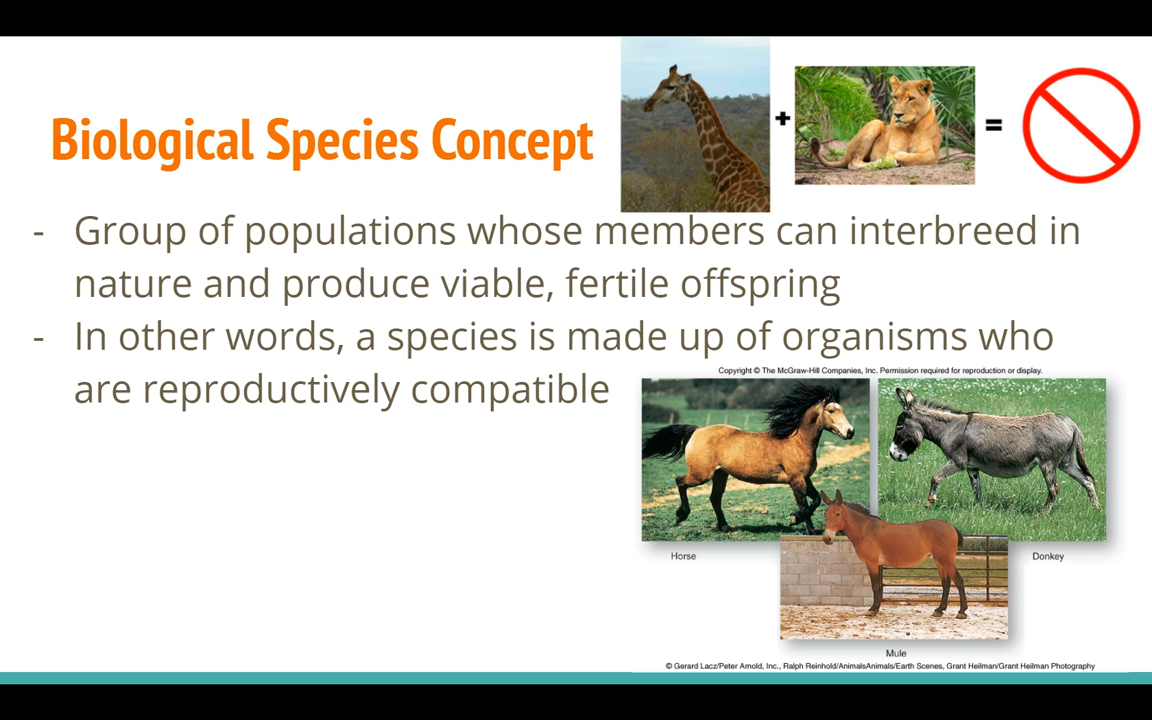 Biological Species Concept
+
=
- Group of populations whose members can interbreed in
nature and produce viable, fertile offspring
- In other words, a species is made up of organisms who
are reproductively compatible
Copyright © The McGraw-Hill Companies, Inc. Permission required for reproduction or display.
Horse
Donkey
Mule
© Gerard Lacz/Peter Arnold, Inc., Ralph Reinhold/AnimalsAnimals/Earth Scenes, Grant Heilman/Grant Heilman Photography